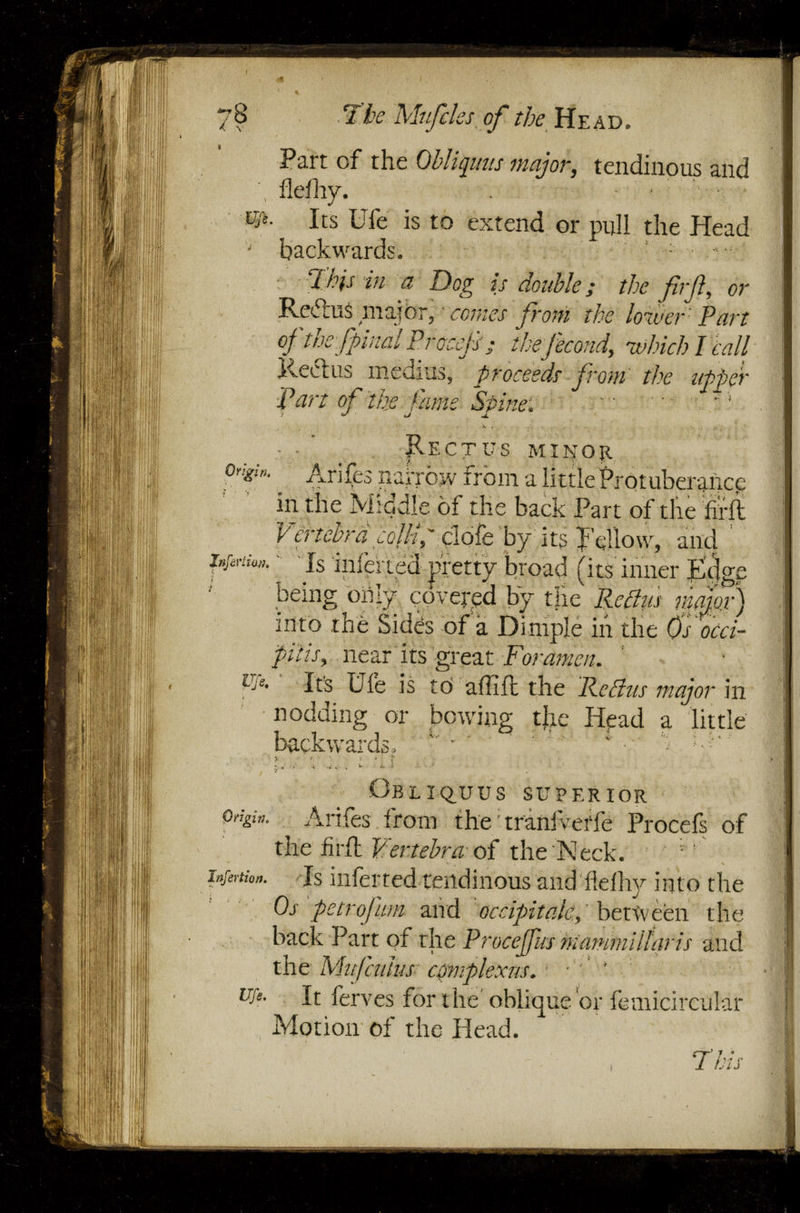 78 The Muſcles of the HEAD.
Part of the Obliquus major, tendinous and
fleſhy.
Uſe. Its Uſe is to extend or pull the Head
backwards.
This in a Dog is double; the firſt, or
Rectus major, comes from the lower Part
of the ſpinal Proceſs; the ſecond, which I call
Rectus medius, proceeds from the upper
Part of the ſame Spine.
RECTUS MINOR
Origin. Ariſes narrow from a little Protuberance
in the Middle of the back Part of the firſt
Vertebra colli, cloſe by its Fellow, and
Inſertion. Is inſerted pretty broad (its inner Edge
being only covered by the Rectus major)
into the Sides of a Dimple in the Os occi-
pitis, near its great Foramen.
Uſe. It's Uſe is to aſſiſt the Rectus major in
nodding or bowing the Head a little
backwards.
OBLIQUUS SUPERIOR
Origin. Ariſes from the tranſverſe Proceſs of
the firſt Vertebra of the Neck.
Inſertion. Is inſerted tendinous and fleſhy into the
Os petroſum and occipitale, between the
back Part of the Proceſſus mammillaris and
the Muſculus complexus.
Uſe. It ſerves for the oblique or ſemicircular
Motion of the Head.
This